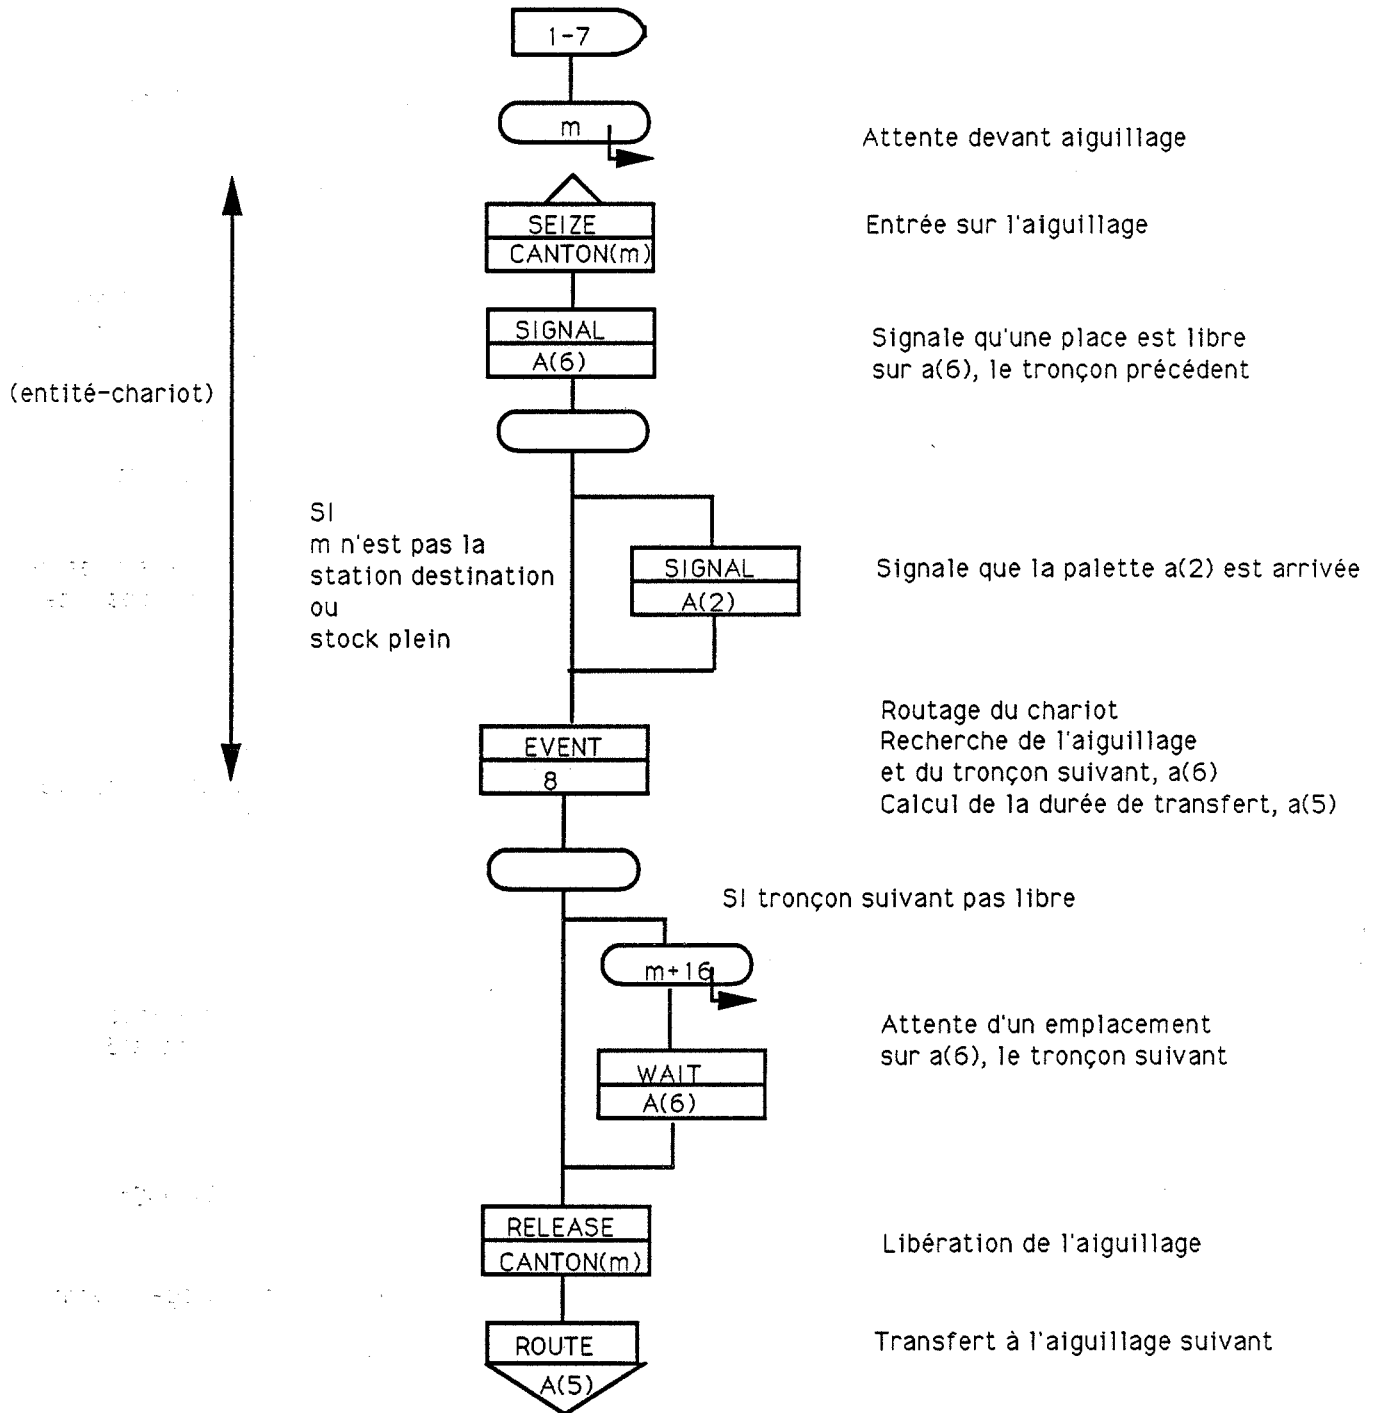 1-7
m
Attente devant aiguillage
SEIZE
CANTON(m)
Entrée sur l'aiguillage
SIGNAL
A(6)
Signale qu'une place est libre
sur a(6), le tronçon précédent
(entité-chariot)
SI
m n'est pas la
station destination
ou
stock plein
SIGNAL
A(2)
Signale que la palette a(2) est arrivée
EVENT
8
Routage du chariot
Recherche de l'aiguillage
et du tronçon suivant, a(6)
Calcul de la durée de transfert, a(5)
SI tronçon suivant pas libre
m+16
Attente d'un emplacement
sur a(6), le tronçon suivant
WAIT
A(6)
RELEASE
CANTON(m)
Libération de l'aiguillage
ROUTE
A(5)
Transfert à l'aiguillage suivant